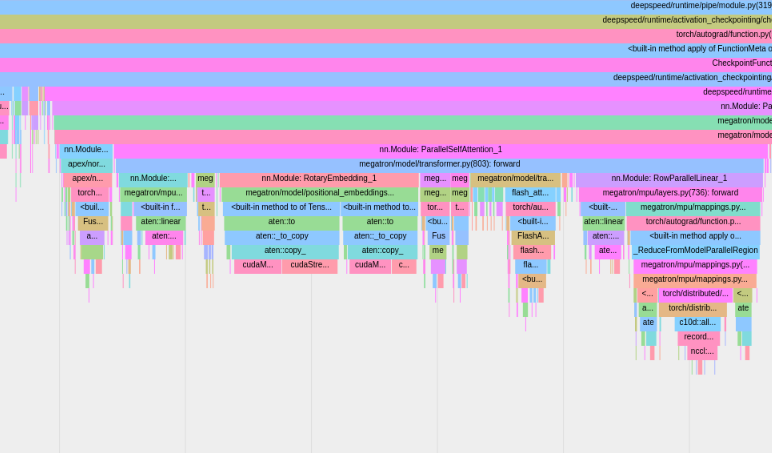 deepspeed/runtime/pipe/module.py(319
deepspeed/runtime/activation_checkpointing/che
torch/autograd/function.py(
<built-in method apply of FunctionMeta o
CheckpointFuncti
deepspeed/runtime/activation_checkpointing/
... deepspeed/runtime
nn.Module: Pa
megatron/mode
megatron/mode
nn.Module... nn.Module: ParallelSelfAttention_1
apex/nor... megatron/model/transformer.py(803): forward
apex/n... nn.Module:... meg nn.Module: RotaryEmbedding_1 meg... meg megatron/model/tra... nn.Module: RowParallelLinear_1
torch... megatron/mpu... t... megatron/model/positional_embeddings... meg... meg flash_att... megatron/mpu/layers.py(736): forward
<buil... <built-in f... t... <built-in method to of Tens... <built-in method to... tor... t... torch/au... <built-... megatron/mpu/mappings.py...
Fus... aten::linear aten::to aten::to <bu... <built-i... aten::linear torch/autograd/function.p...
a... aten:... aten::_to_copy aten::_to_copy Fus FlashA... aten::... <built-in method apply o...
aten::copy_ aten::copy_ me flash... ate... _ReduceFromModelParallelRegion
cudaM... cudaStre... cudaM... c... fla... megatron/mpu/mappings.py(...
<bu... megatron/mpu/mappings.py...
<... torch/distributed/... <...
a... torch/distrib... ate
ate c10d::all...
record...
nccl:...